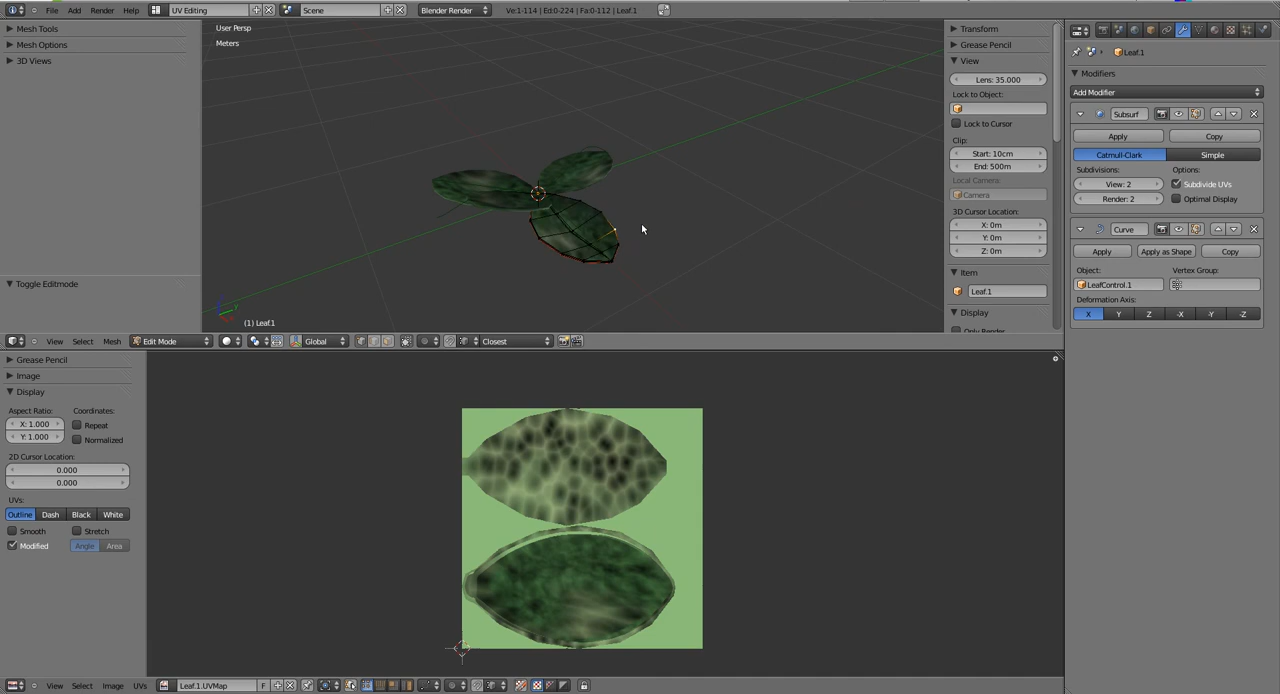 File Add Render Help UV Editing Scene Blender Render Ve:1-114 | Ed:0-224 | Fa:0-112 | Leaf.1
Mesh Tools
Mesh Options
3D Views
Toggle Editmode
User Persp
Meters
(1) Leaf.1
Transform
Grease Pencil
View
Lens: 35.000
Lock to Object:
Lock to Cursor
Clip:
Start: 10cm
End: 500m
Local Camera:
Camera
3D Cursor Location:
X: 0m
Y: 0m
Z: 0m
Item
Leaf.1
Display
Only Render
Leaf.1
Modifiers
Add Modifier
Subsurf
Apply Copy
Catmull-Clark Simple
Subdivisions: Options:
View: 2 Subdivide UVs
Render: 2 Optimal Display
Curve
Apply Apply as Shape Copy
Object: Vertex Group:
LeafControl.1
Deformation Axis:
X Y Z -X -Y -Z
View Select Mesh Edit Mode Global Closest
Grease Pencil
Image
Display
Aspect Ratio: Coordinates:
X: 1.000 Repeat
Y: 1.000 Normalized
2D Cursor Location:
0.000
0.000
UVs:
Outline Dash Black White
Smooth Stretch
Modified Angle Area
View Select Image UVs Leaf.1.UVMap F